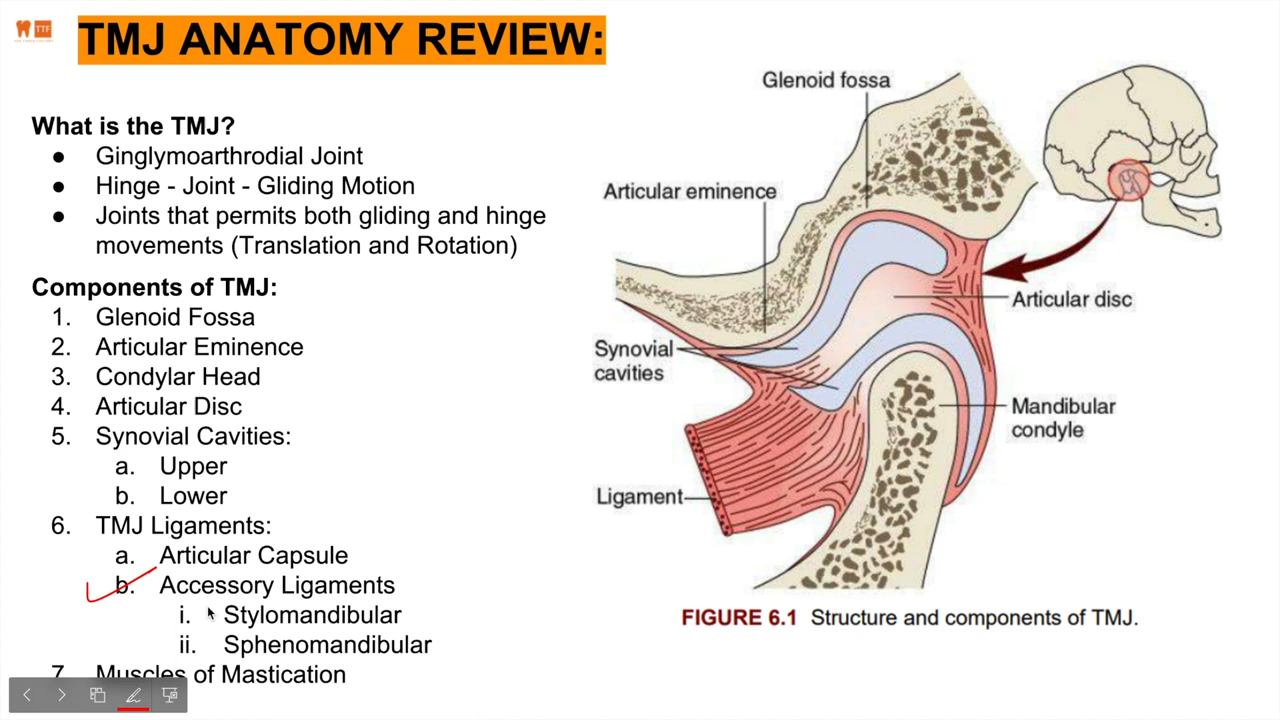 TTF
TMJ ANATOMY REVIEW:
What is the TMJ?
● Ginglymoarthrodial Joint
● Hinge - Joint - Gliding Motion
● Joints that permits both gliding and hinge
movements (Translation and Rotation)
Components of TMJ:
1. Glenoid Fossa
2. Articular Eminence
3. Condylar Head
4. Articular Disc
5. Synovial Cavities:
a. Upper
b. Lower
6. TMJ Ligaments:
a. Articular Capsule
b. Accessory Ligaments
i. Stylomandibular
ii. Sphenomandibular
7. Muscles of Mastication
Glenoid fossa
Articular eminence
Articular disc
Synovial
cavities
Mandibular
condyle
Ligament
FIGURE 6.1 Structure and components of TMJ.